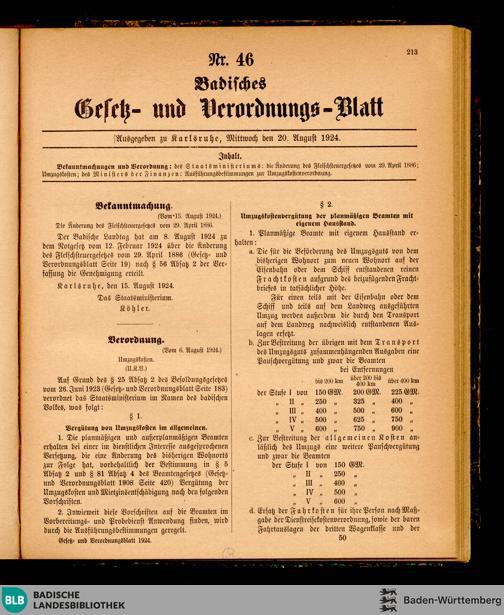 213
Nr. 46
Badisches
Gesetz- und Verordnungs-Blatt
Ausgegeben zu Karlsruhe, Mittwoch den 20. August 1924.
Inhalt.
Bekanntmachungen und Verordnung: des Staatsministeriums: die Änderung des Fleischsteuergesetzes vom 29. April 1886;
Umzugskosten; des Ministers der Finanzen: Ausführungsbestimmungen zur Umzugskostenverordnung.
Bekanntmachung.
(Vom 15. August 1924.)
Die Änderung des Fleischsteuergesetzes vom 29. April 1886.
Der Badische Landtag hat am 8. August 1924 zu
dem Notgesetz vom 12. Februar 1924 über die Änderung
des Fleischsteuergesetzes vom 29. April 1886 (Gesetz- und
Verordnungsblatt Seite 19) nach § 56 Absatz 2 der Ver-
fassung die Genehmigung erteilt.
Karlsruhe, den 15. August 1924.
Das Staatsministerium.
Köhler.
Verordnung.
(Vom 6. August 1924.)
Umzugskosten.
(U.K.V.)
Auf Grund des § 25 Absatz 2 des Besoldungsgesetzes
vom 26. Juni 1923 (Gesetz- und Verordnungsblatt Seite 183)
verordnet das Staatsministerium im Namen des badischen
Volkes, was folgt:
§ 1.
Vergütung von Umzugskosten im allgemeinen.
1. Die planmäßigen und außerplanmäßigen Beamten
erhalten bei einer im dienstlichen Interesse ausgesprochenen
Versetzung, die eine Änderung des bisherigen Wohnorts
zur Folge hat, vorbehaltlich der Bestimmung in § 5
Absatz 2 und § 81 Absatz 4 des Beamtengesetzes (Gesetz-
und Verordnungsblatt 1908 Seite 420) Vergütung der
Umzugskosten und Mietzinsentschädigung nach den folgenden
Vorschriften.
2. Inwieweit diese Vorschriften auf die Beamten im
Vorbereitungs- und Probedienst Anwendung finden, wird
durch die Ausführungsbestimmungen geregelt.
Gesetz- und Verordnungsblatt 1924.
§ 2.
Umzugskostenvergütung der planmäßigen Beamten mit
eigenem Hausstand.
1. Planmäßige Beamte mit eigenem Hausstand er-
halten:
a. Die für die Beförderung des Umzugsguts von dem
bisherigen Wohnort zum neuen Wohnort auf der
Eisenbahn oder dem Schiff entstandenen reinen
Frachtkosten aufgrund des beizufügenden Fracht-
briefes in tatsächlicher Höhe.
Für einen teils mit der Eisenbahn oder dem
Schiff und teils auf dem Landweg ausgeführten
Umzug werden außerdem die durch den Transport
auf dem Landweg nachweislich entstandenen Aus-
lagen ersetzt.
b. Zur Bestreitung der übrigen mit dem Transport
des Umzugsguts zusammenhängenden Ausgaben eine
Pauschvergütung und zwar die Beamten
bei Entfernungen
bis 200 km über 200 bis 400 km über 400 km
der Stufe I von 150 GM. 200 GM. 225 GM.
„ „ II „ 250 „ 325 „ 400 „
„ „ III „ 400 „ 500 „ 600 „
„ „ IV „ 500 „ 625 „ 750 „
„ „ V „ 600 „ 750 „ 900 „
c. Zur Bestreitung der allgemeinen Kosten an-
läßlich des Umzugs eine weitere Pauschvergütung
und zwar die Beamten
der Stufe I von 150 GM.
„ „ II „ 250 „
„ „ III „ 400 „
„ „ IV „ 500 „
„ „ V „ 600 „
d. Ersatz der Fahrkosten für ihre Person nach Maß-
gabe der Dienstreisekostenverordnung, sowie der baren
Fahrtauslagen der dritten Wagenklasse und der
50
BLB BADISCHE
LANDESBIBLIOTHEK
Baden-Württemberg